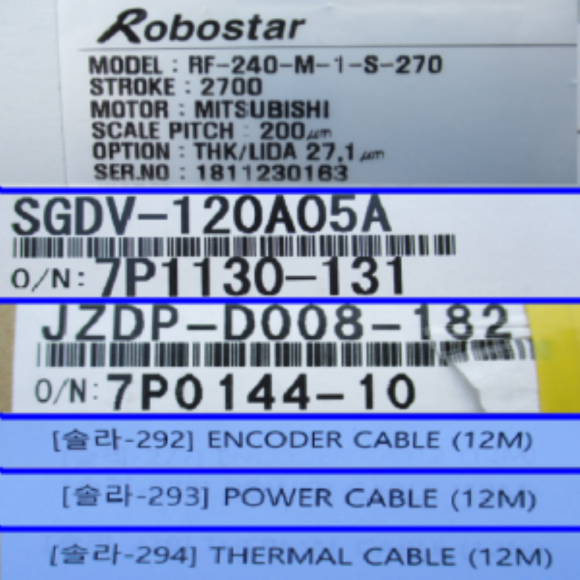 Robostar
MODEL : RF-240-M-1-S-270
STROKE : 2700
MOTOR : MITSUBISHI
SCALE PITCH : 200㎛
OPTION : THK/LIDA 27,1㎛
SER.NO : 1811230163
SGDV-120A05A
O/N: 7P1130-131
JZDP-D008-182
O/N: 7P0144-10
[솔라-292] ENCODER CABLE (12M)
[솔라-293] POWER CABLE (12M)
[솔라-294] THERMAL CABLE (12M)